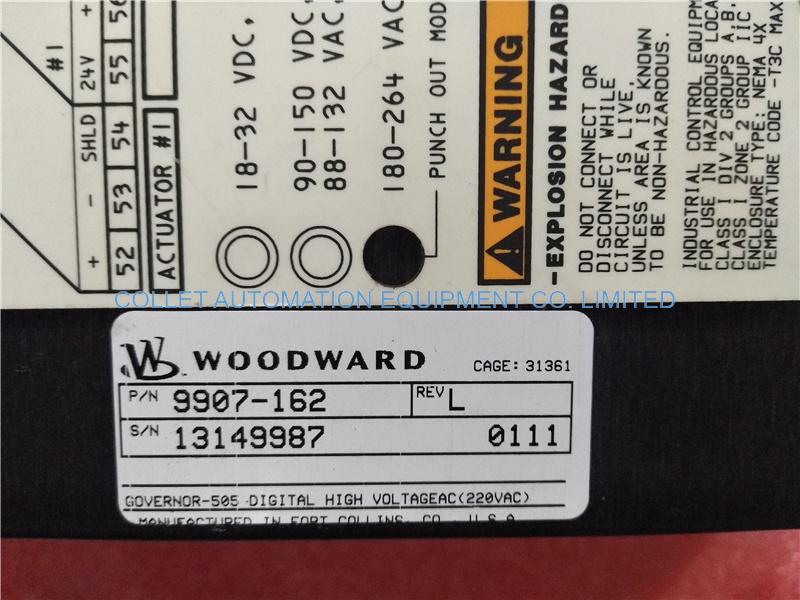 #1
24V
+
SHLD
-
+
56
55
54
53
52
ACTUATOR #1
18-32 VDC,
90-150 VDC,
88-132 VAC,
180-264 VAC
PUNCH OUT MOD
WARNING
-EXPLOSION HAZARD
DO NOT CONNECT OR
DISCONNECT WHILE
CIRCUIT IS LIVE,
UNLESS AREA IS KNOWN
TO BE NON-HAZARDOUS.
INDUSTRIAL CONTROL EQUIPM
FOR USE IN HAZARDOUS LOCA
CLASS I DIV 2 GROUPS A,B,
CLASS I ZONE 2 GROUP IIC
ENCLOSURE TYPE: NEMA 4X
TEMPERATURE CODE -T3C MAX
COLLET AUTOMATION EQUIPMENT CO. LIMITED
WOODWARD
CAGE: 31361
P/N 9907-162 REV L
S/N 13149987 0111
GOVERNOR-505 DIGITAL HIGH VOLTAGEAC(220VAC)
MANUFACTURED IN FORT COLLINS, CO., U.S.A